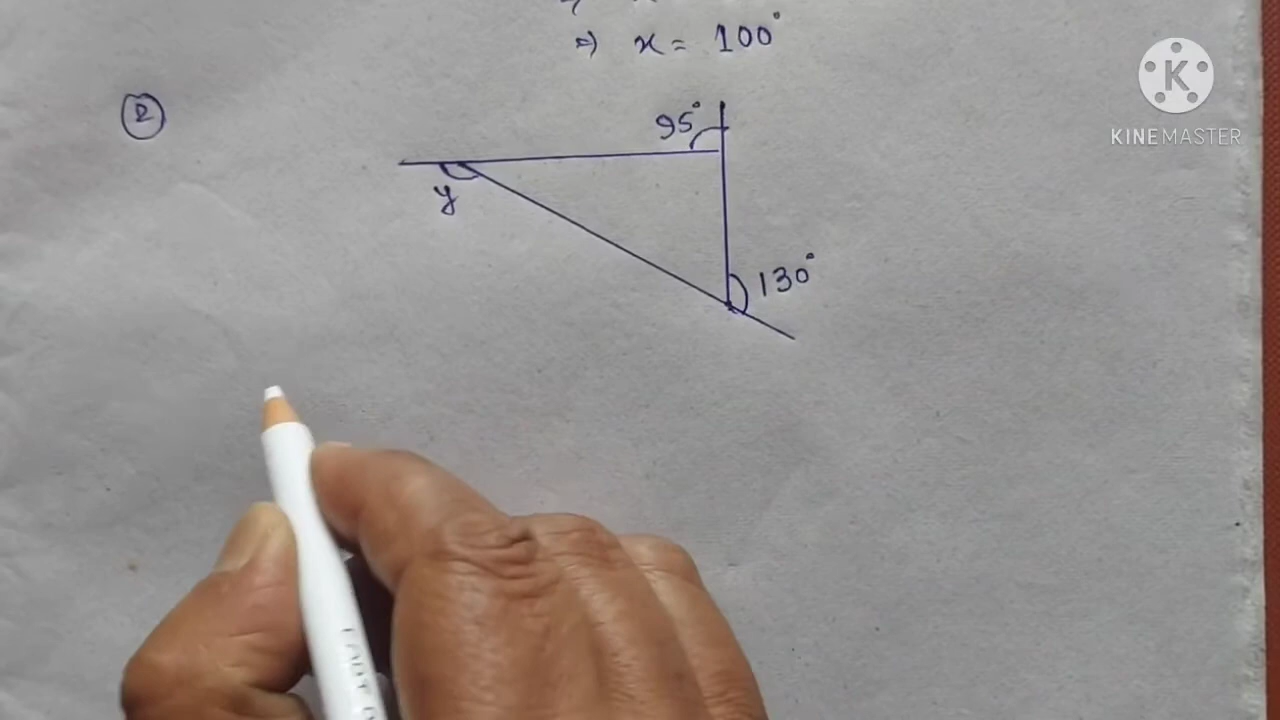 ⇒ x = 100°
2
95°
y
130°
K
KINEMASTER